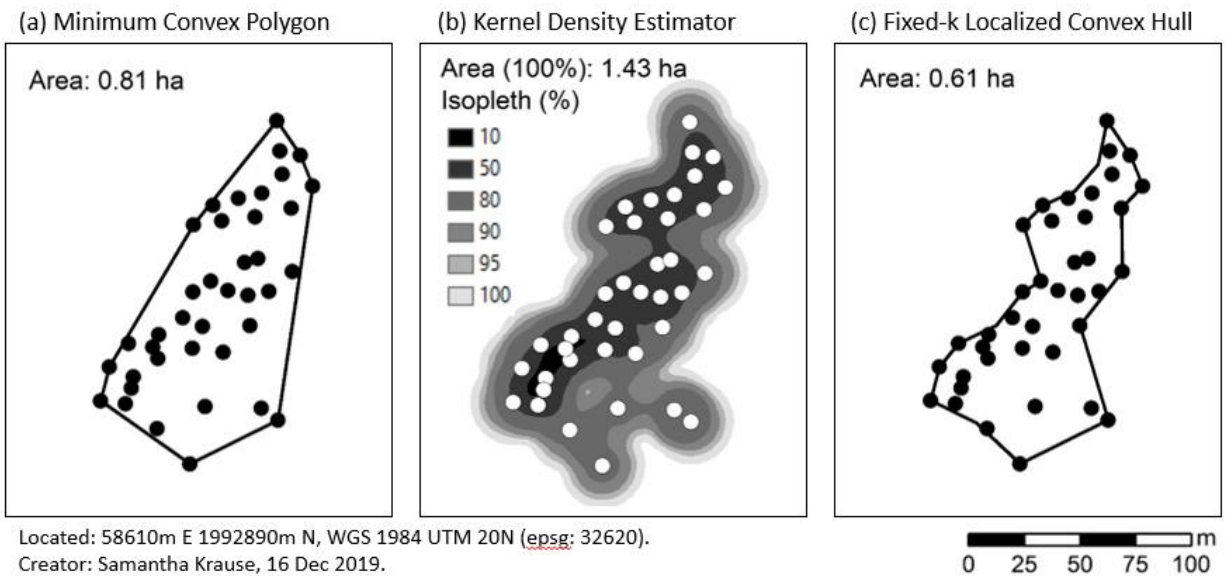 (a) Minimum Convex Polygon
(b) Kernel Density Estimator
(c) Fixed-k Localized Convex Hull
Area: 0.81 ha
Area (100%): 1.43 ha
Isopleth (%)
10
50
80
90
95
100
Area: 0.61 ha
Located: 58610m E 1992890m N, WGS 1984 UTM 20N (epsg: 32620).
Creator: Samantha Krause, 16 Dec 2019.
m
0 25 50 75 100